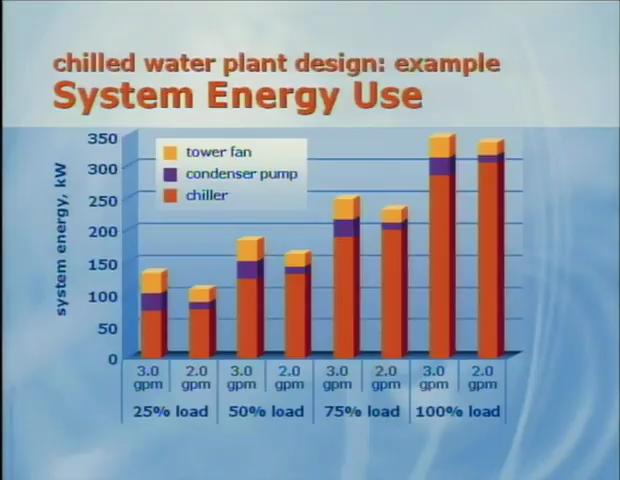 chilled water plant design: example
System Energy Use
350
300
250
200
150
100
50
0
system energy, kW
tower fan
condenser pump
chiller
3.0 gpm
2.0 gpm
3.0 gpm
2.0 gpm
3.0 gpm
2.0 gpm
3.0 gpm
2.0 gpm
25% load
50% load
75% load
100% load